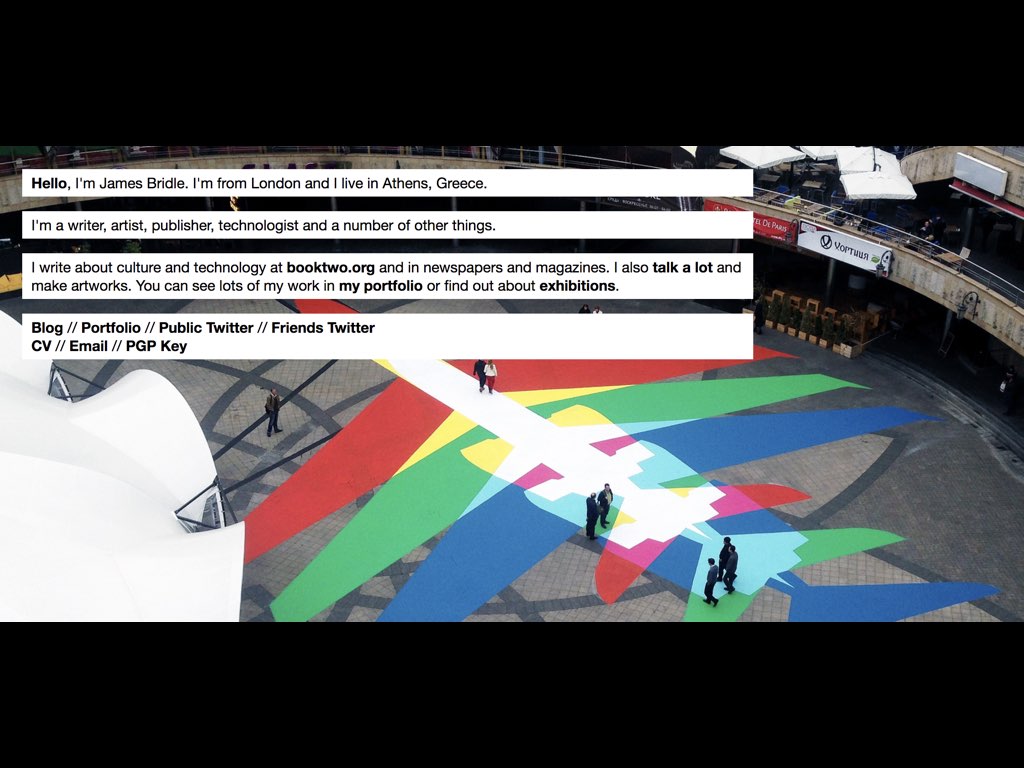 Hello, I'm James Bridle. I'm from London and I live in Athens, Greece.
I'm a writer, artist, publisher, technologist and a number of other things.
I write about culture and technology at booktwo.org and in newspapers and magazines. I also talk a lot and
make artworks. You can see lots of my work in my portfolio or find out about exhibitions.
Blog // Portfolio // Public Twitter // Friends Twitter
CV // Email // PGP Key